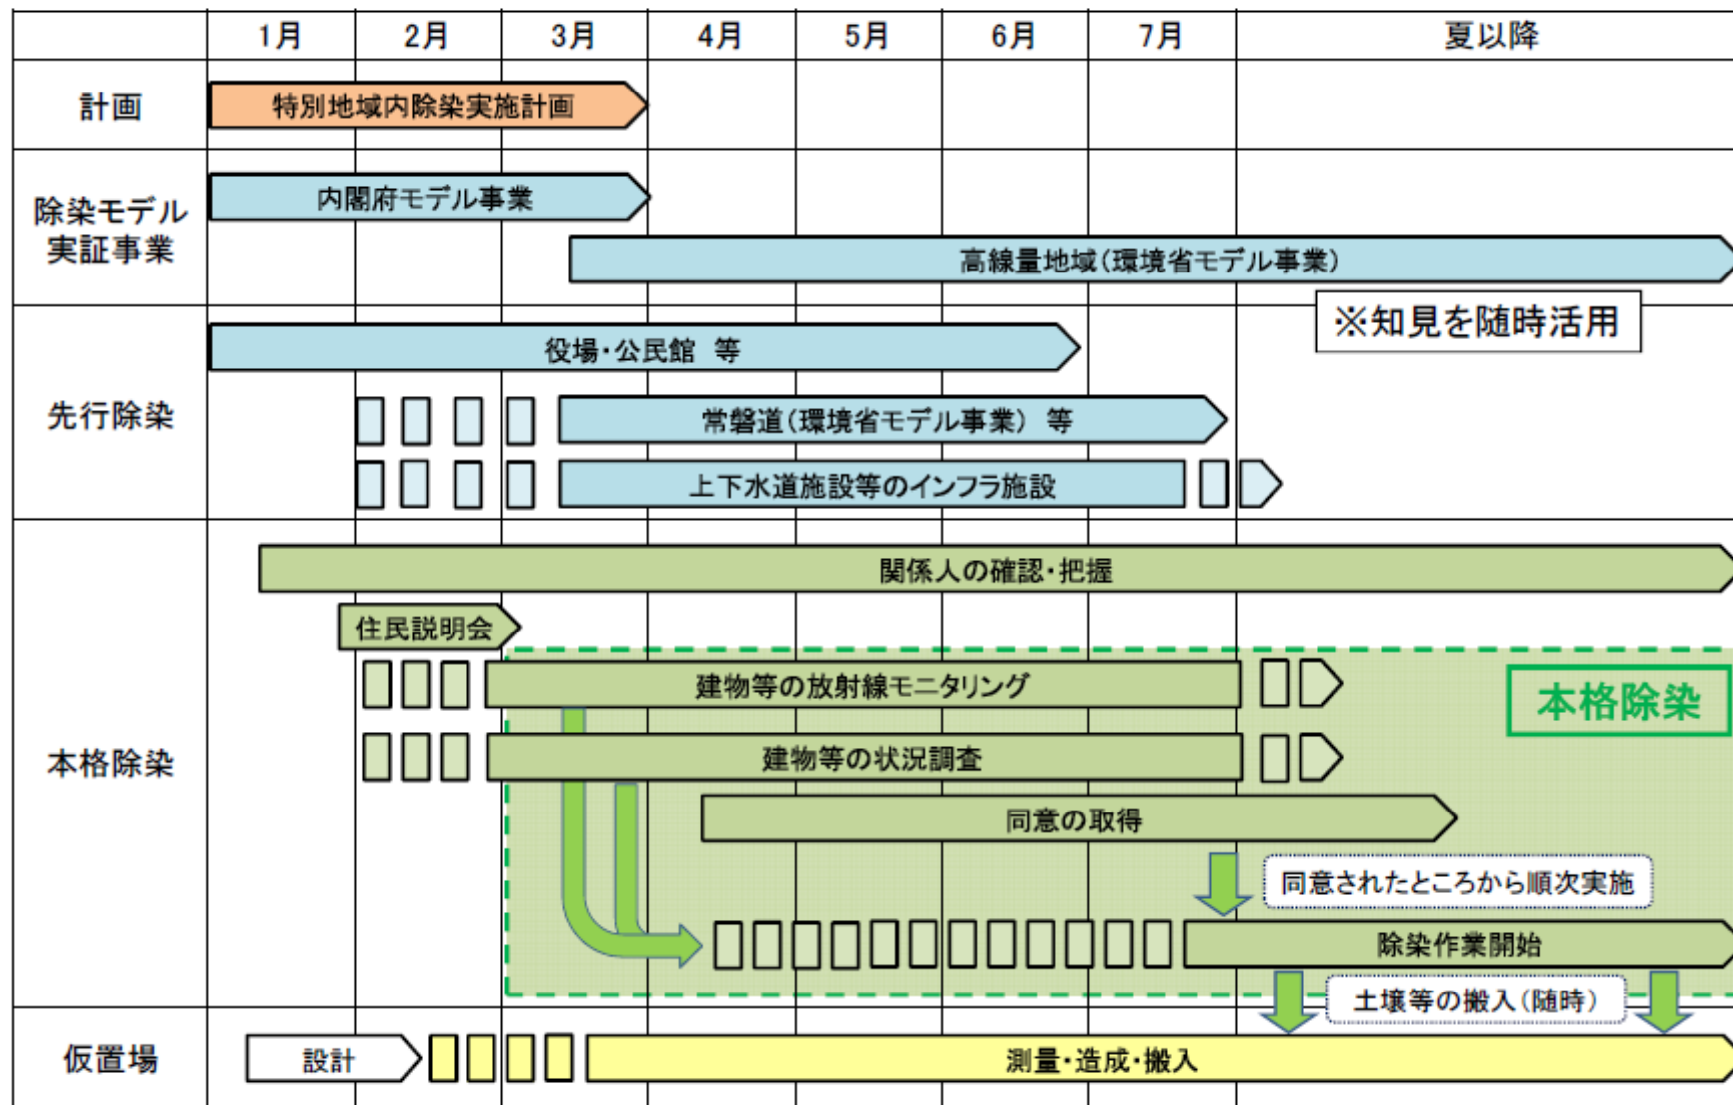 1月 2月 3月 4月 5月 6月 7月 夏以降
計画
特別地域内除染実施計画
除染モデル
実証事業
内閣府モデル事業
高線量地域(環境省モデル事業)
※知見を随時活用
先行除染
役場・公民館 等
常磐道(環境省モデル事業) 等
上下水道施設等のインフラ施設
本格除染
関係人の確認・把握
住民説明会
建物等の放射線モニタリング
本格除染
建物等の状況調査
同意の取得
同意されたところから順次実施
除染作業開始
土壌等の搬入(随時)
仮置場
設計
測量・造成・搬入